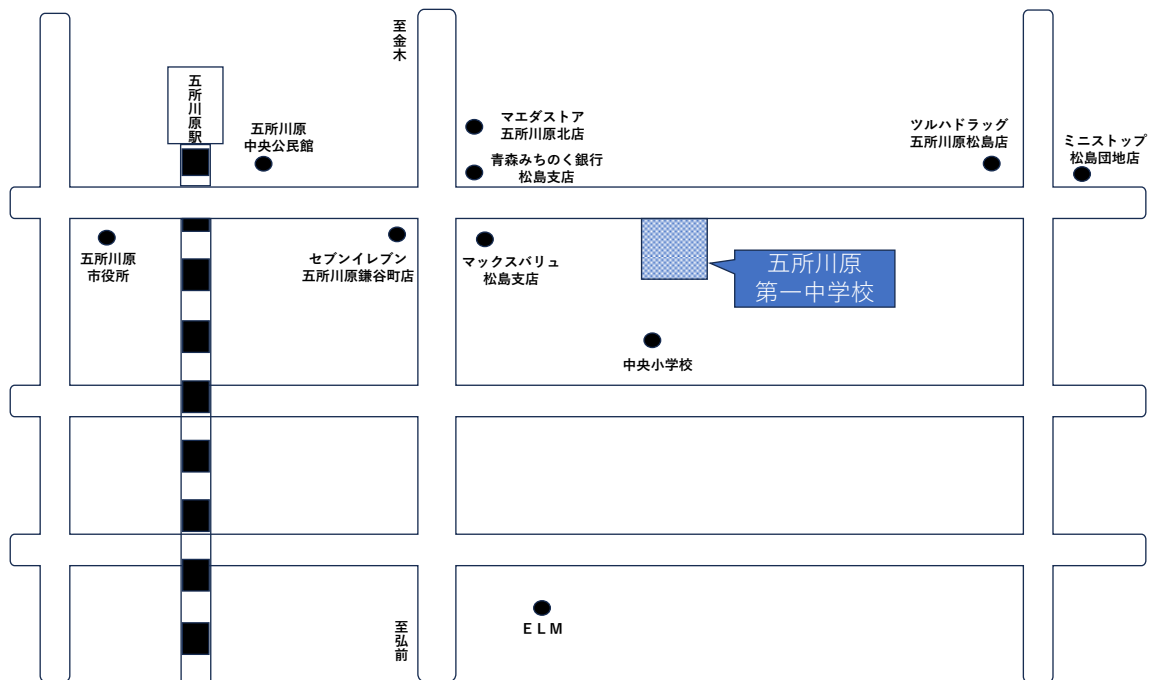 至金木
五所川原駅
五所川原
中央公民館
マエダストア
五所川原北店
青森みちのく銀行
松島支店
ツルハドラッグ
五所川原松島店
ミニストップ
松島団地店
五所川原
市役所
セブンイレブン
五所川原鎌谷町店
マックスバリュ
松島支店
五所川原
第一中学校
中央小学校
至弘前
ＥＬＭ